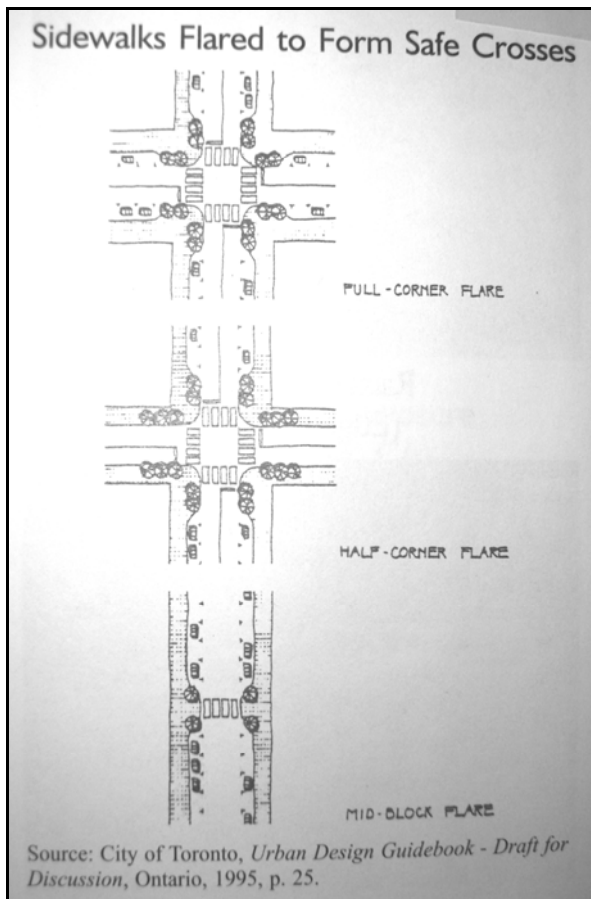 Sidewalks Flared to Form Safe Crosses
FULL-CORNER FLARE
HALF-CORNER FLARE
MID-BLOCK FLARE
Source: City of Toronto, Urban Design Guidebook - Draft for
Discussion, Ontario, 1995, p. 25.